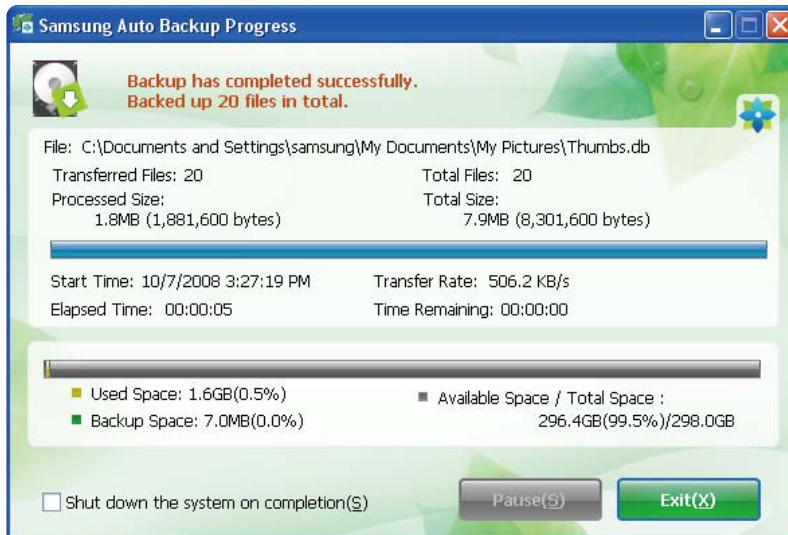 Samsung Auto Backup Progress
Backup has completed successfully.
Backed up 20 files in total.
File: C:\Documents and Settings\samsung\My Documents\My Pictures\Thumbs.db
Transferred Files: 20
Total Files: 20
Processed Size:
1.8MB (1,881,600 bytes)
Total Size:
7.9MB (8,301,600 bytes)
Start Time: 10/7/2008 3:27:19 PM
Transfer Rate: 506.2 KB/s
Elapsed Time: 00:00:05
Time Remaining: 00:00:00
Used Space: 1.6GB(0.5%)
Backup Space: 7.0MB(0.0%)
Available Space / Total Space :
296.4GB(99.5%)/298.0GB
Shut down the system on completion(S)
Pause(S)
Exit(X)